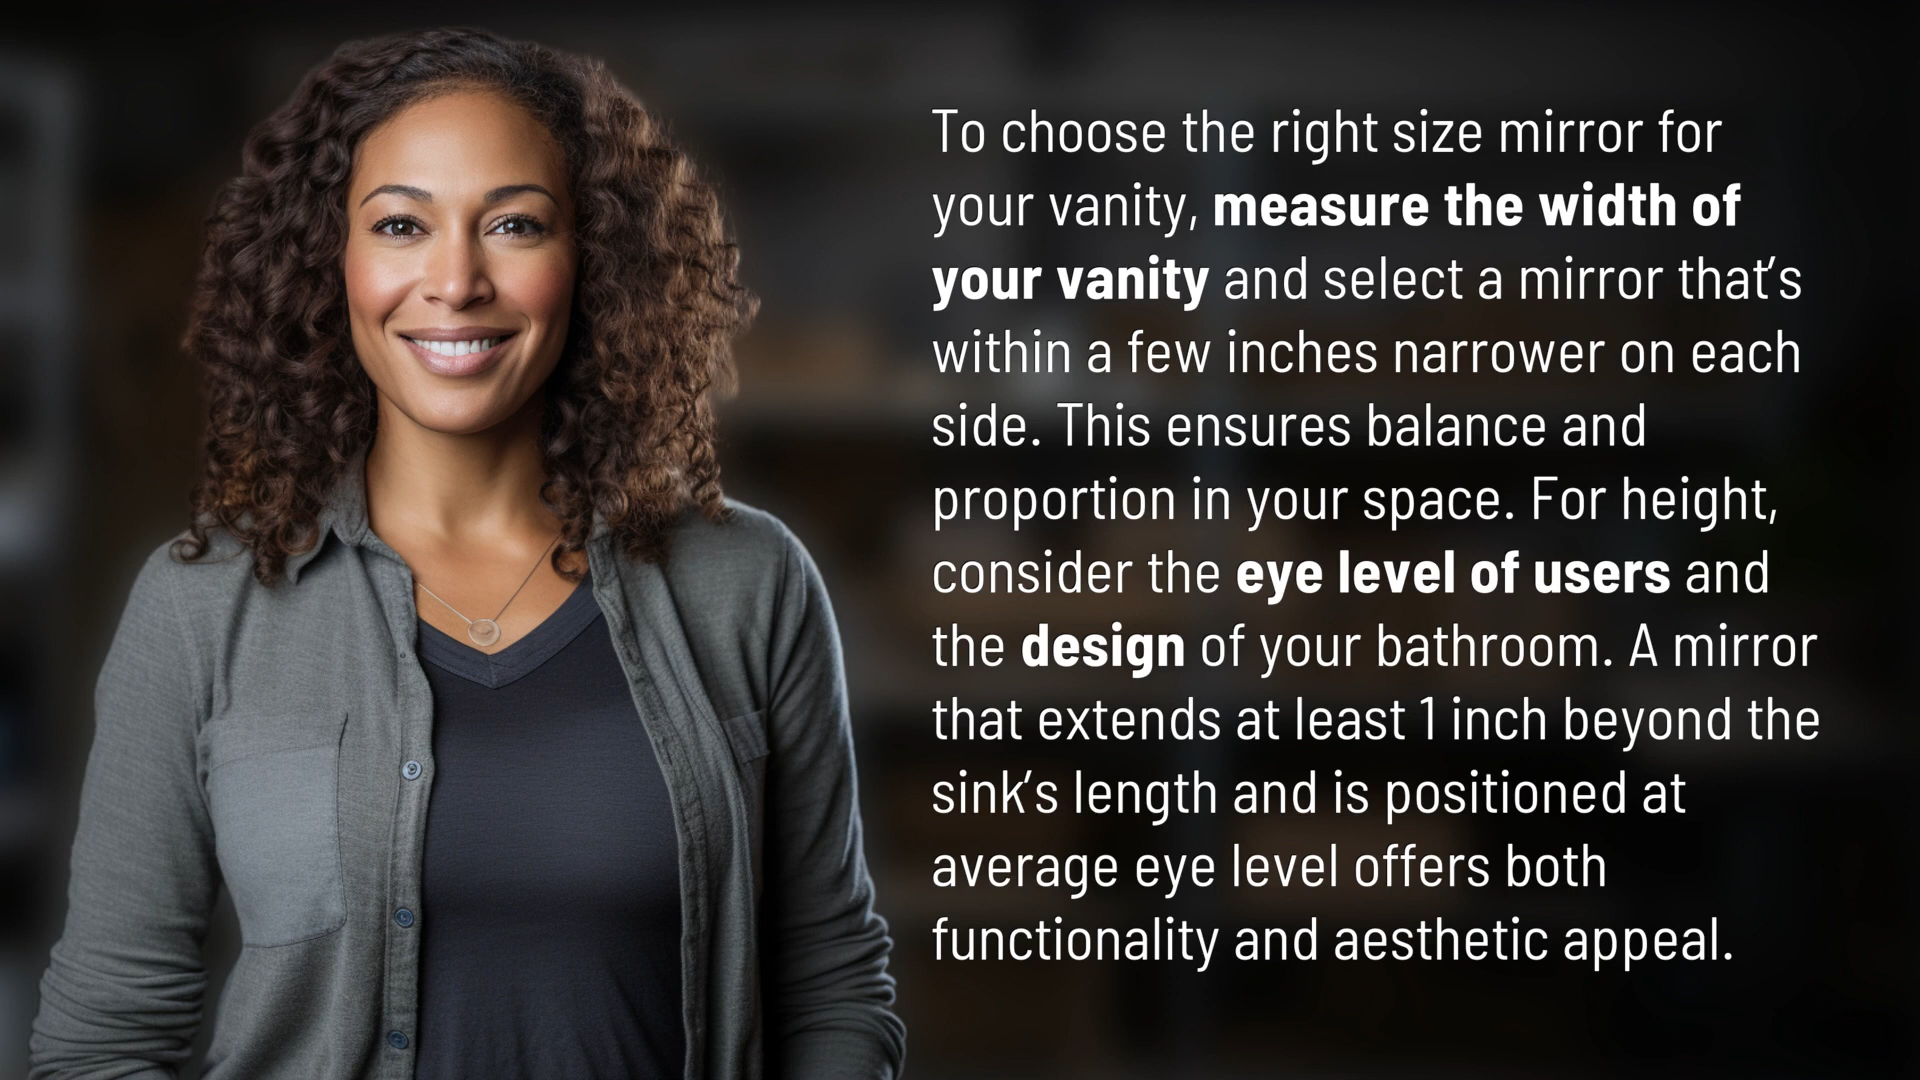 To choose the right size mirror for
your vanity, measure the width of
your vanity and select a mirror that's
within a few inches narrower on each
side. This ensures balance and
proportion in your space. For height,
consider the eye level of users and
the design of your bathroom. A mirror
that extends at least 1 inch beyond the
sink's length and is positioned at
average eye level offers both
functionality and aesthetic appeal.